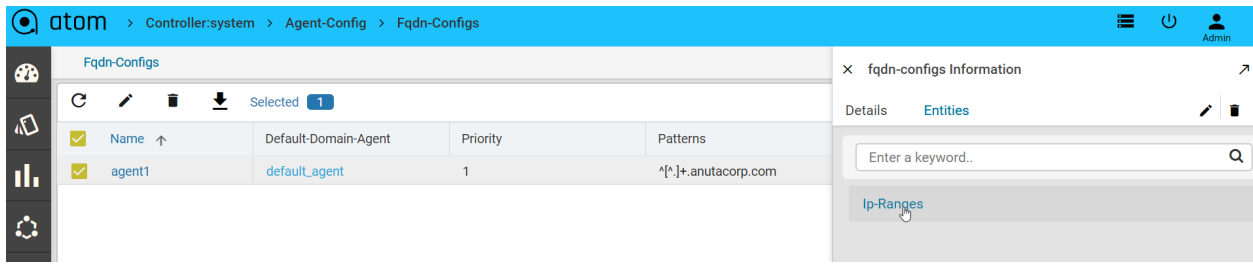 atom > Controller:system > Agent-Config > Fqdn-Configs
Admin
Fqdn-Configs
Selected 1
Name ↑ Default-Domain-Agent Priority Patterns
agent1 default_agent 1 ^[^.]+.anutacorp.com
× fqdn-configs Information
Details Entities
Enter a keyword..
Ip-Ranges